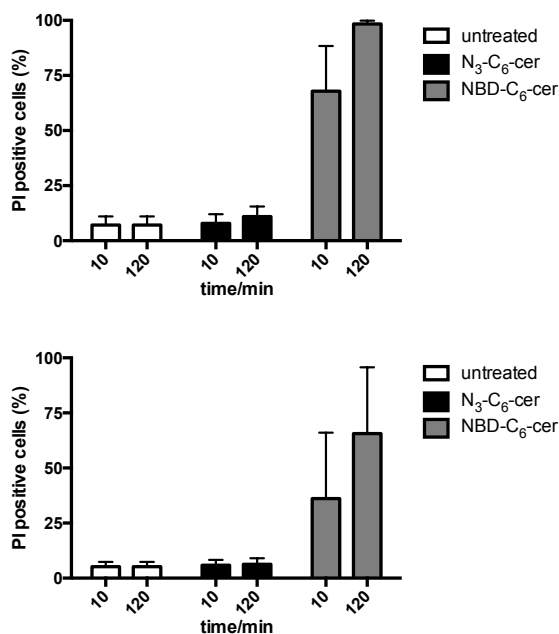 100
75
50
25
0
PI positive cells (%)
10
120
10
120
10
120
time/min
untreated
N₃-C₆-cer
NBD-C₆-cer
100
75
50
25
0
PI positive cells (%)
10
120
10
120
10
120
time/min
untreated
N₃-C₆-cer
NBD-C₆-cer